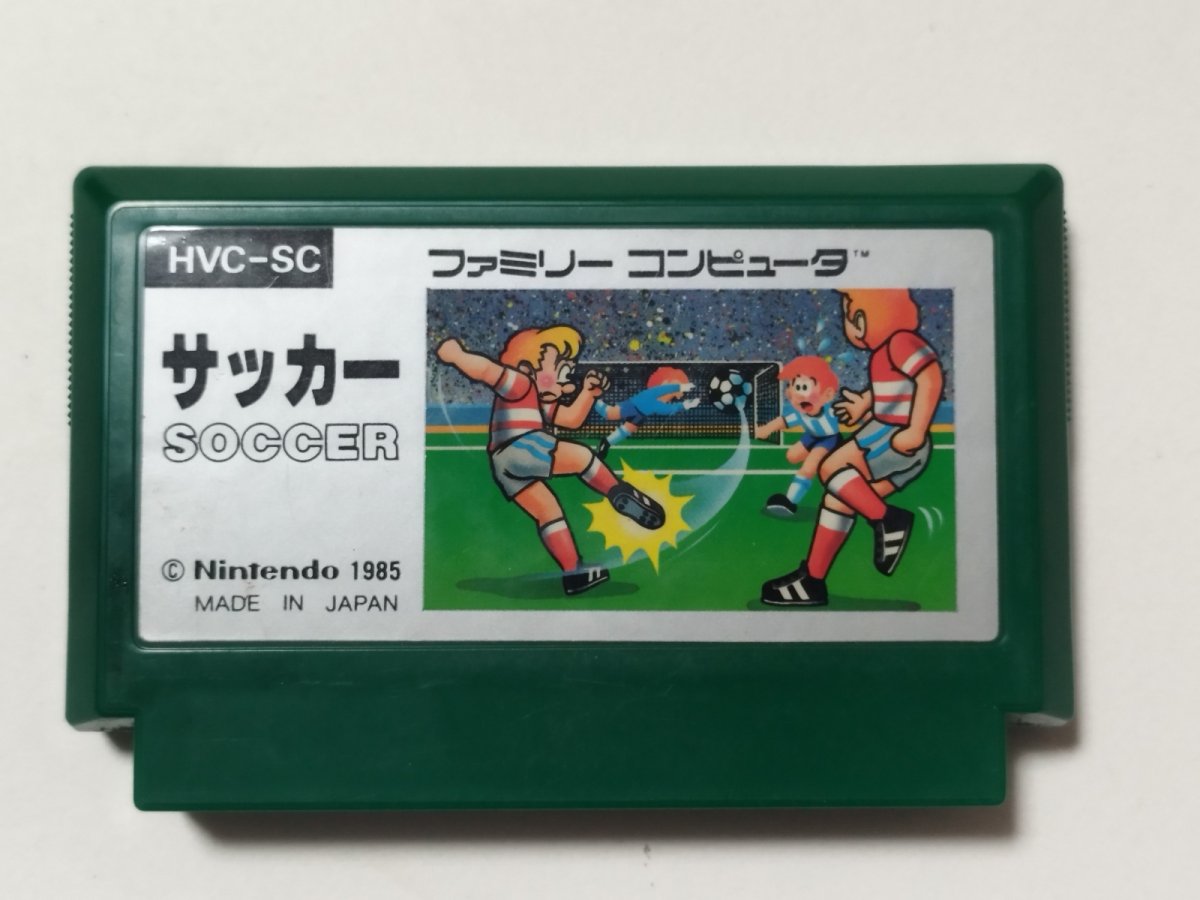 HVC-SC
ファミリー コンピュータ™
サッカー
SOCCER
© Nintendo 1985
MADE IN JAPAN